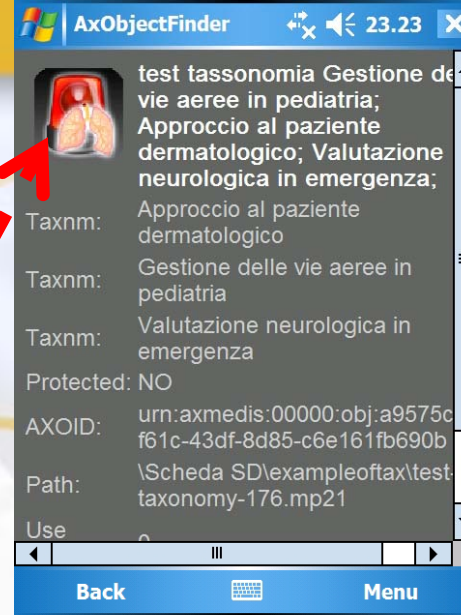 AxObjectFinder 23.23
test tassonomia Gestione de
vie aeree in pediatria;
Approccio al paziente
dermatologico; Valutazione
neurologica in emergenza;
Taxnm: Approccio al paziente
dermatologico
Taxnm: Gestione delle vie aeree in
pediatria
Taxnm: Valutazione neurologica in
emergenza
Protected: NO
AXOID: urn:axmedis:00000:obj:a9575c
f61c-43df-8d85-c6e161fb690b
Path: \Scheda SD\exampleoftax\test-
taxonomy-176.mp21
Use
Back Menu